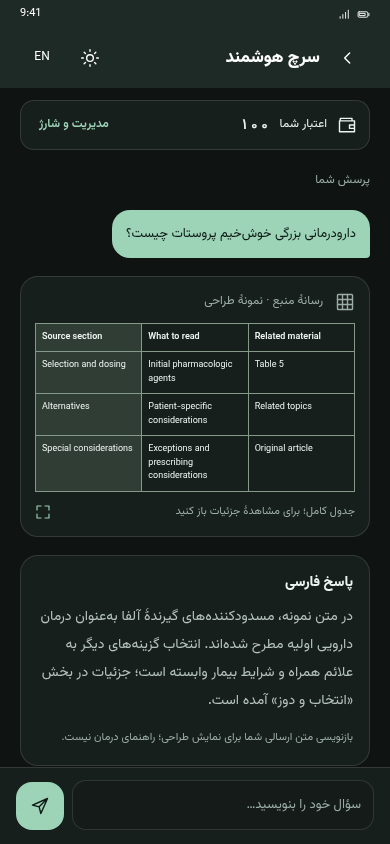 9:41
سرچ هوشمند
EN
اعتبار شما ۱۰۰
مدیریت و شارژ
پرسش شما
دارودرمانی بزرگی خوش‌خیم پروستات چیست؟
رسانهٔ منبع · نمونهٔ طراحی
Source section What to read Related material
Selection and dosing Initial pharmacologic agents Table 5
Alternatives Patient-specific considerations Related topics
Special considerations Exceptions and prescribing considerations Original article
جدول کامل؛ برای مشاهدهٔ جزئیات باز کنید
پاسخ فارسی
در متن نمونه، مسدودکننده‌های گیرندهٔ آلفا به‌عنوان درمان
دارویی اولیه مطرح شده‌اند. انتخاب گزینه‌های دیگر به
علائم همراه و شرایط بیمار وابسته است؛ جزئیات در بخش
«انتخاب و دوز» آمده است.
بازنویسی متن ارسالی شما برای نمایش طراحی؛ راهنمای درمان نیست.
سؤال خود را بنویسید…